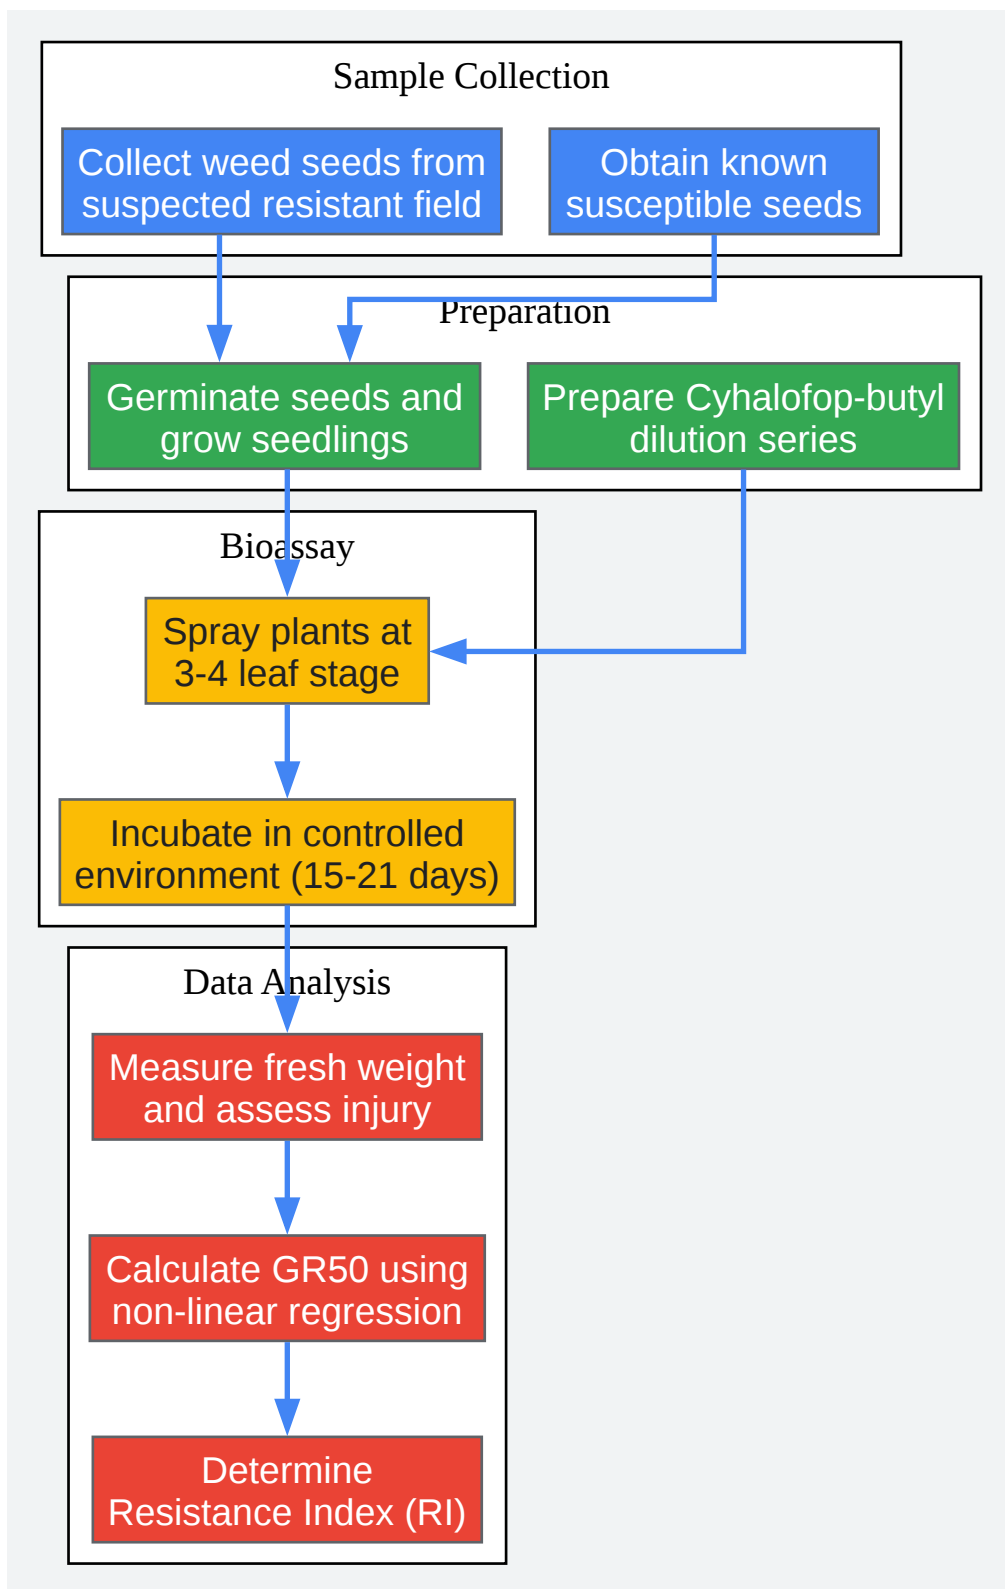 Sample Collection
Collect weed seeds from
suspected resistant field
Obtain known
susceptible seeds
Preparation
Germinate seeds and
grow seedlings
Prepare Cyhalofop-butyl
dilution series
Bioassay
Spray plants at
3-4 leaf stage
Incubate in controlled
environment (15-21 days)
Data Analysis
Measure fresh weight
and assess injury
Calculate GR50 using
non-linear regression
Determine
Resistance Index (RI)